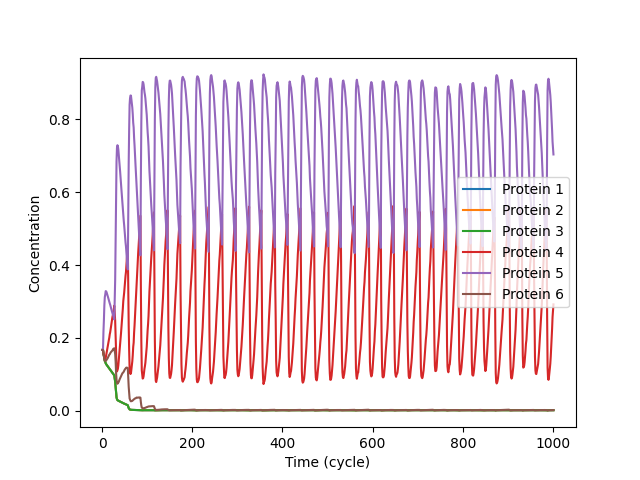 Concentration
0.8
0.6
0.4
0.2
0.0
0
200
400
600
800
1000
Time (cycle)
Protein 1
Protein 2
Protein 3
Protein 4
Protein 5
Protein 6